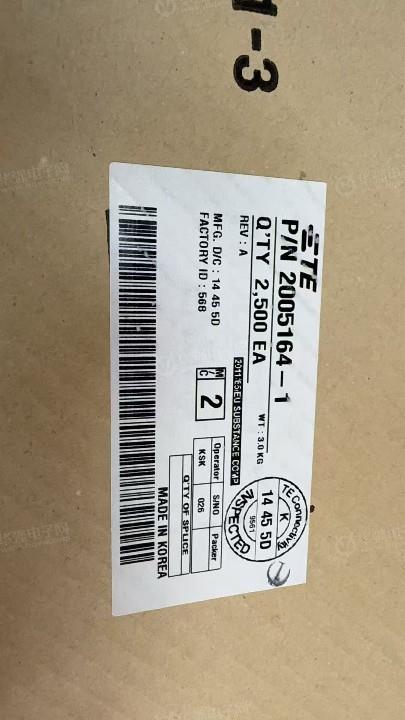 1-3
TE
P/N 2005164-1
Q'TY 2,500 EA
REV : A
WT : 3.0 KG
2011/65/EU SUBSTANCE COMP
MFG. D/C : 14 45 5D
FACTORY ID : 568
M/C 2
Operator S/NO Packer
KSK 026
Q'TY OF SPLICE
MADE IN KOREA
TE Connectivity
K
14 45 5D
9561
INSPECTED